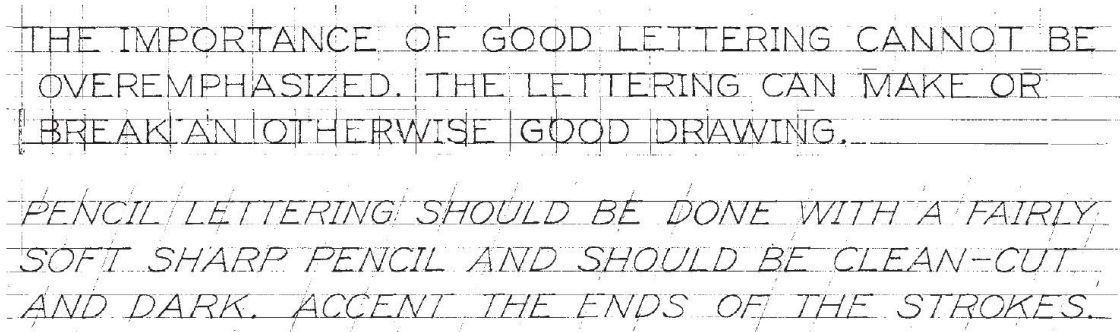 THE IMPORTANCE OF GOOD LETTERING CANNOT BE
OVEREMPHASIZED. THE LETTERING CAN MAKE OR
BREAK AN OTHERWISE GOOD DRAWING.
PENCIL LETTERING SHOULD BE DONE WITH A FAIRLY
SOFT SHARP PENCIL AND SHOULD BE CLEAN-CUT
AND DARK. ACCENT THE ENDS OF THE STROKES.